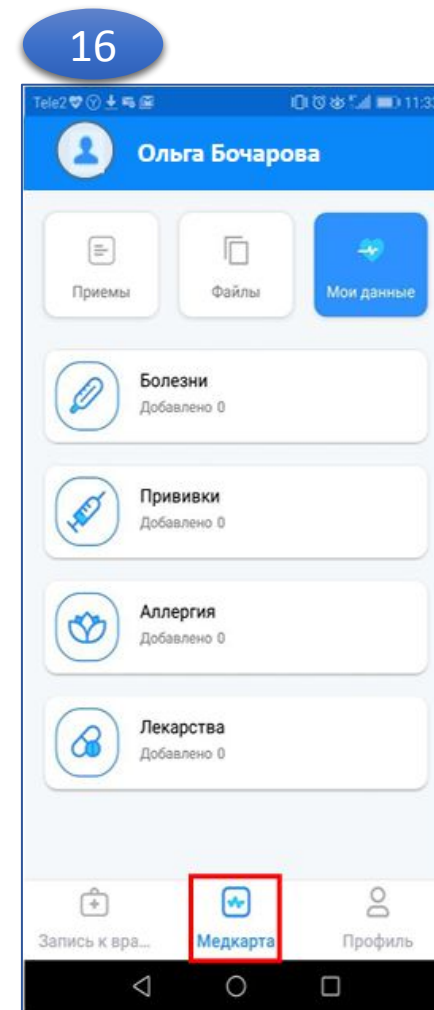 16
Tele2 11:33
Ольга Бочарова
Приемы Файлы Мои данные
Болезни
Добавлено 0
Прививки
Добавлено 0
Аллергия
Добавлено 0
Лекарства
Добавлено 0
Запись к вра... Медкарта Профиль